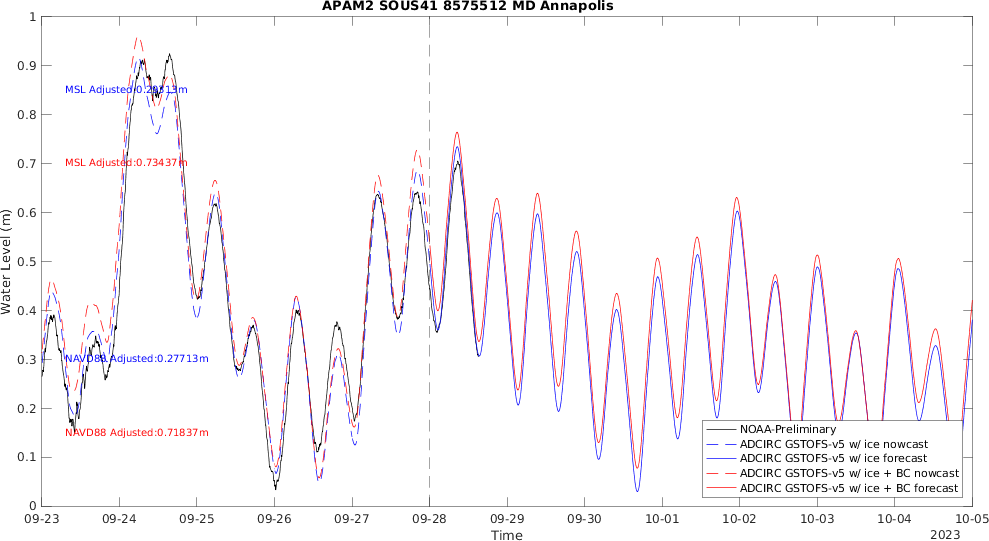 APAM2 SOUS41 8575512 MD Annapolis
Water Level (m)
1
0.9
0.8
0.7
0.6
0.5
0.4
0.3
0.2
0.1
0
MSL Adjusted:0.29313m
MSL Adjusted:0.73437m
NAVD88 Adjusted:0.27713m
NAVD88 Adjusted:0.71837m
NOAA-Preliminary
ADCIRC GSTOFS-v5 w/ ice nowcast
ADCIRC GSTOFS-v5 w/ ice forecast
ADCIRC GSTOFS-v5 w/ ice + BC nowcast
ADCIRC GSTOFS-v5 w/ ice + BC forecast
09-23 09-24 09-25 09-26 09-27 09-28 09-29 09-30 10-01 10-02 10-03 10-04 10-05
Time
2023